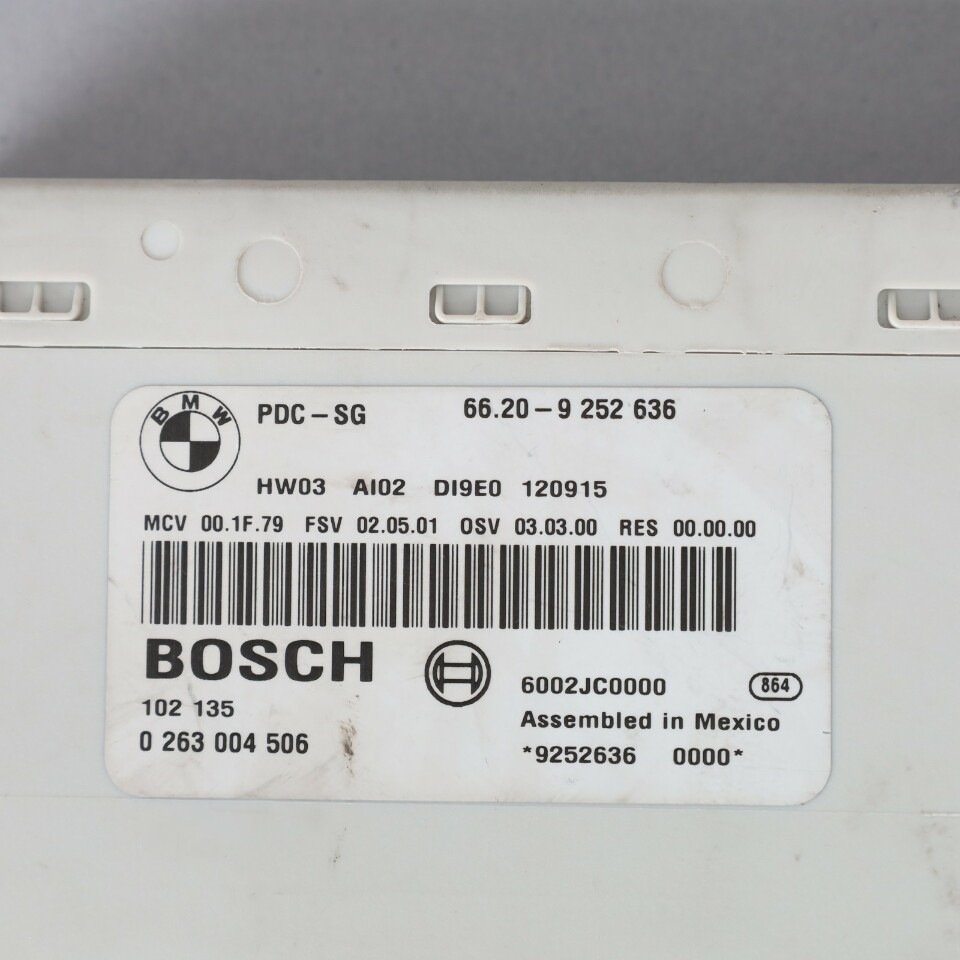 BMW
PDC-SG 66.20-9 252 636
HW03 AI02 DI9E0 120915
MCV 00.1F.79 FSV 02.05.01 OSV 03.03.00 RES 00.00.00
BOSCH
102 135
0 263 004 506
6002JC0000 864
Assembled in Mexico
*9252636 0000*